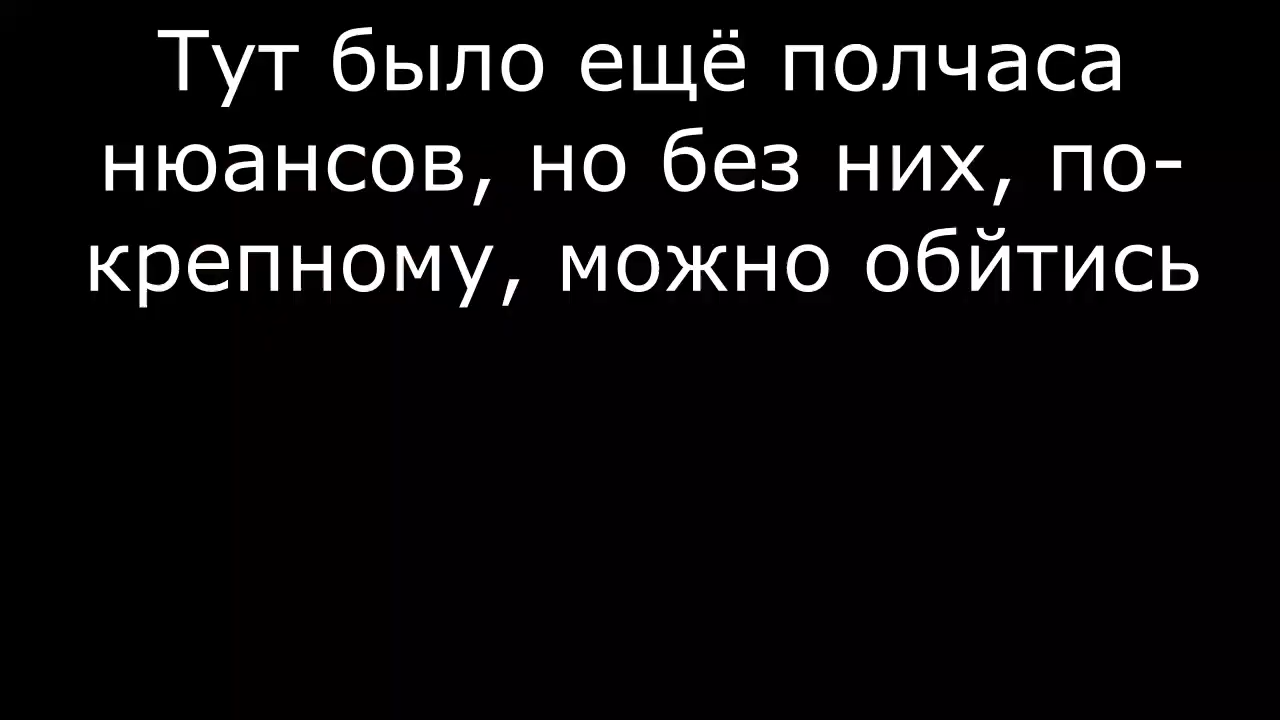 Тут было ещё полчаса
нюансов, но без них, по-
крепному, можно обйтись